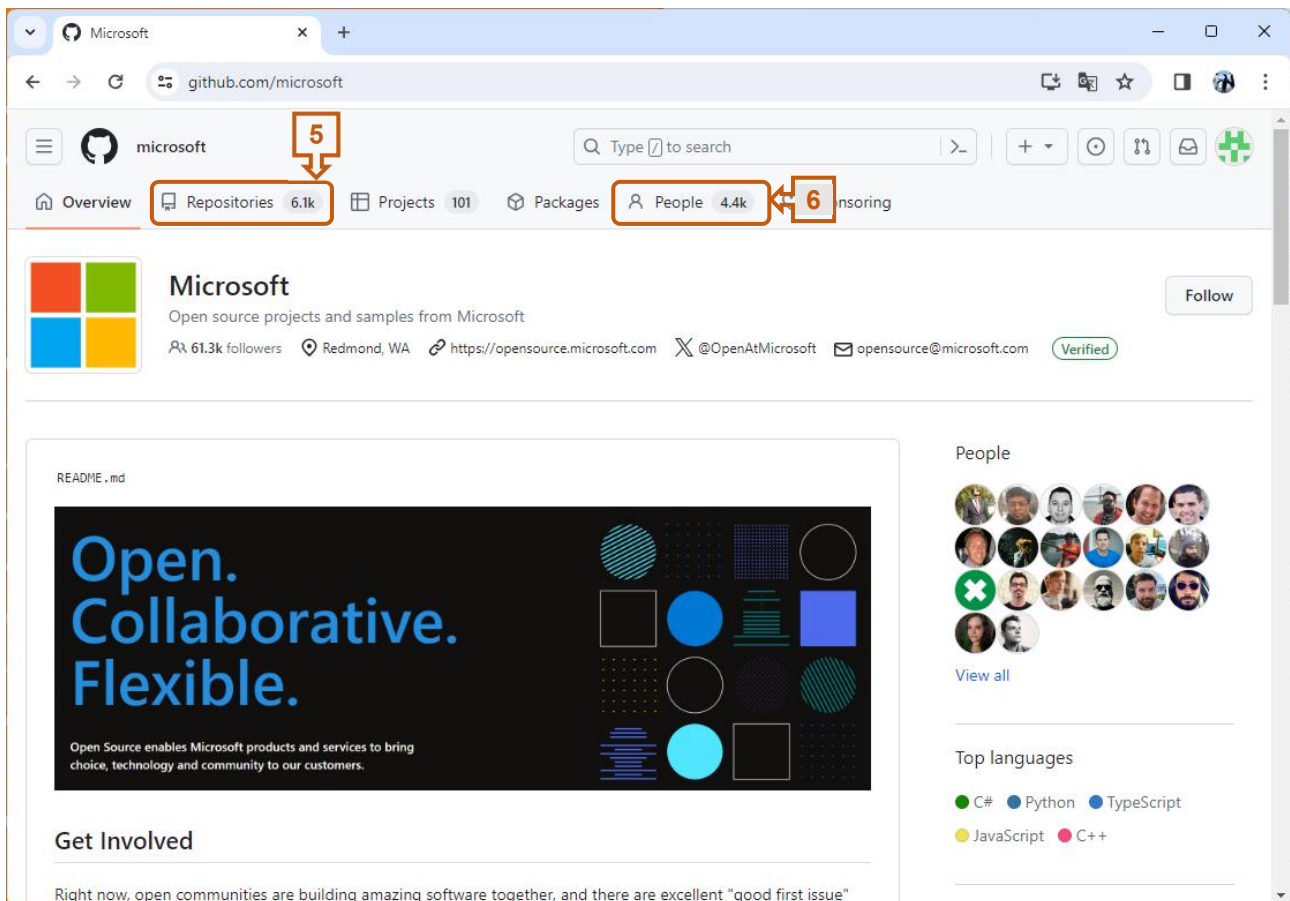 Microsoft
github.com/microsoft
microsoft
5
Type / to search
Overview
Repositories 6.1k
Projects 101
Packages
People 4.4k
6
nsoring
Microsoft
Open source projects and samples from Microsoft
61.3k followers Redmond, WA https://opensource.microsoft.com @OpenAtMicrosoft opensource@microsoft.com Verified
Follow
README.md
Open.
Collaborative.
Flexible.
Open Source enables Microsoft products and services to bring
choice, technology and community to our customers.
Get Involved
Right now, open communities are building amazing software together, and there are excellent "good first issue"
People
View all
Top languages
C# Python TypeScript
JavaScript C++